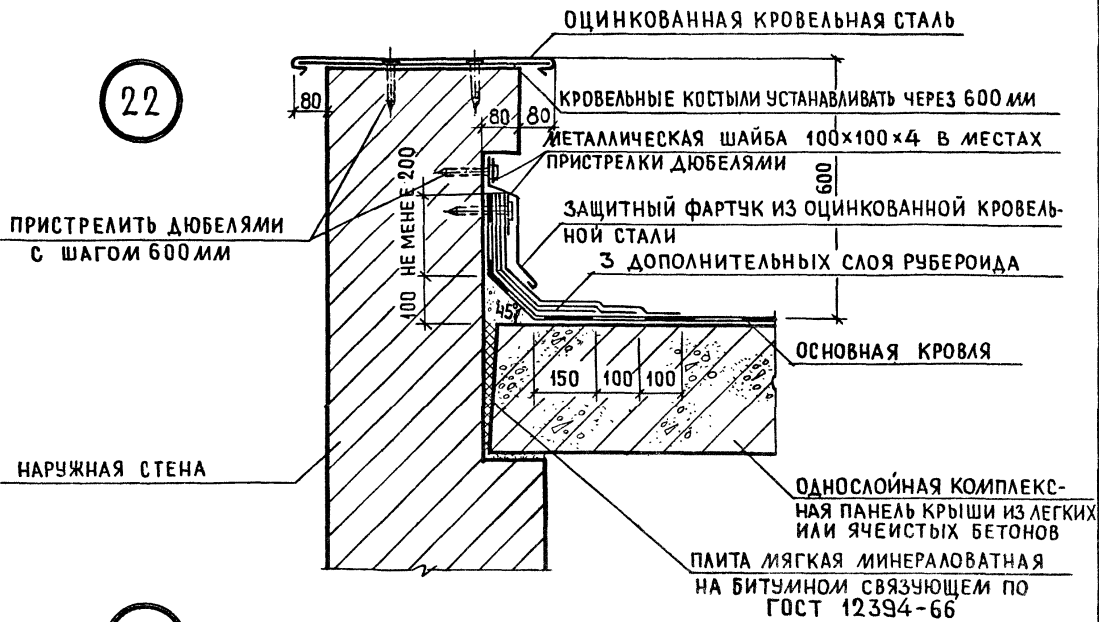 ОЦИНКОВАННАЯ КРОВЕЛЬНАЯ СТАЛЬ
22
80
КРОВЕЛЬНЫЕ КОСТЫЛИ УСТАНАВЛИВАТЬ ЧЕРЕЗ 600 ММ
80 80
МЕТАЛЛИЧЕСКАЯ ШАЙБА 100×100×4 В МЕСТАХ
ПРИСТРЕЛКИ ДЮБЕЛЯМИ
600
НЕ МЕНЕЕ 200
100
ПРИСТРЕЛИТЬ ДЮБЕЛЯМИ
С ШАГОМ 600 ММ
ЗАЩИТНЫЙ ФАРТУК ИЗ ОЦИНКОВАННОЙ КРОВЕЛЬ-
НОЙ СТАЛИ
3 ДОПОЛНИТЕЛЬНЫХ СЛОЯ РУБЕРОИДА
45°
ОСНОВНАЯ КРОВЛЯ
150 100 100
НАРУЖНАЯ СТЕНА
ОДНОСЛОЙНАЯ КОМПЛЕКС-
НАЯ ПАНЕЛЬ КРЫШИ ИЗ ЛЕГКИХ
ИЛИ ЯЧЕИСТЫХ БЕТОНОВ
ПЛИТА МЯГКАЯ МИНЕРАЛОВАТНАЯ
НА БИТУМНОМ СВЯЗУЮЩЕМ ПО
ГОСТ 12394-66